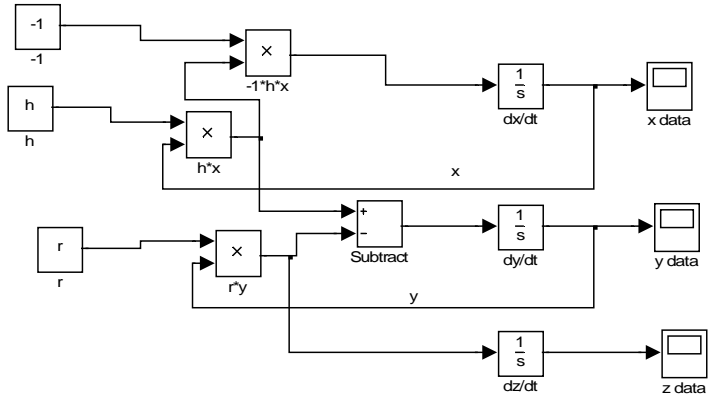 -1
-1
×
-1*h*x
1
s
dx/dt
x data
h
h
×
h*x
x
+
−
Subtract
1
s
dy/dt
y data
r
r
×
r*y
y
1
s
dz/dt
z data